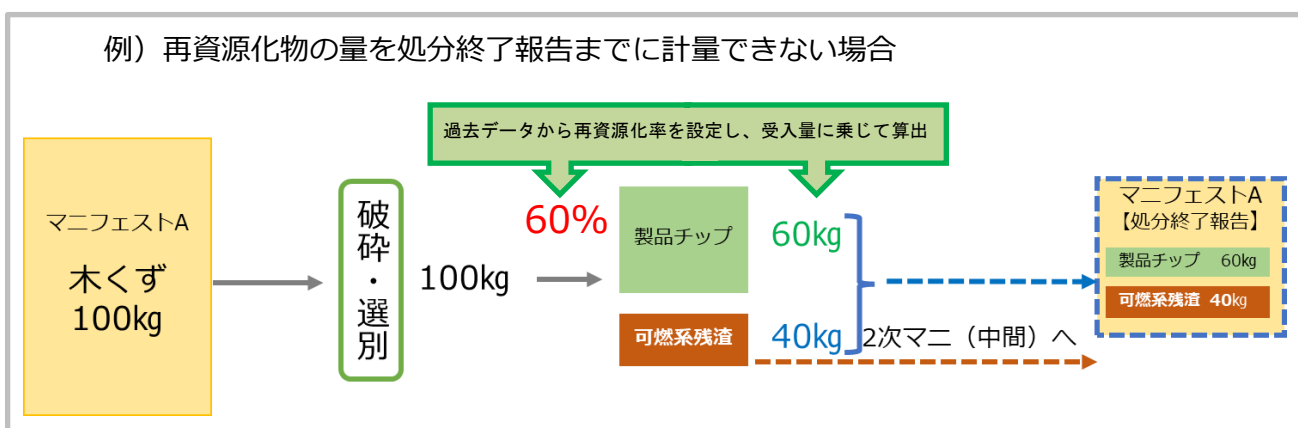 例）再資源化物の量を処分終了報告までに計量できない場合
過去データから再資源化率を設定し、受入量に乗じて算出
マニフェストA
木くず
100kg
破砕・選別
100kg
60%
製品チップ
60kg
可燃系残渣
40kg
2次マニ（中間）へ
マニフェストA
【処分終了報告】
製品チップ 60kg
可燃系残渣 40kg